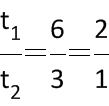 t₁/t₂ = 6/3 = 2/1